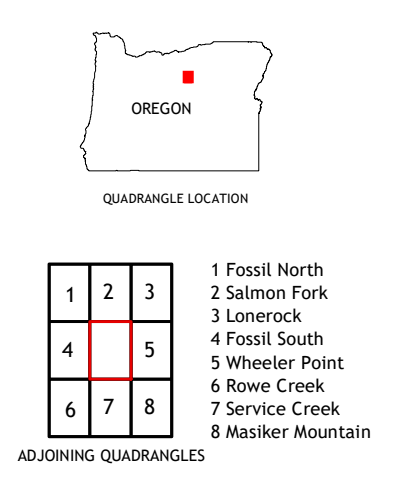 OREGON
QUADRANGLE LOCATION
1 2 3
4 5
6 7 8
ADJOINING QUADRANGLES
1 Fossil North
2 Salmon Fork
3 Lonerock
4 Fossil South
5 Wheeler Point
6 Rowe Creek
7 Service Creek
8 Masiker Mountain